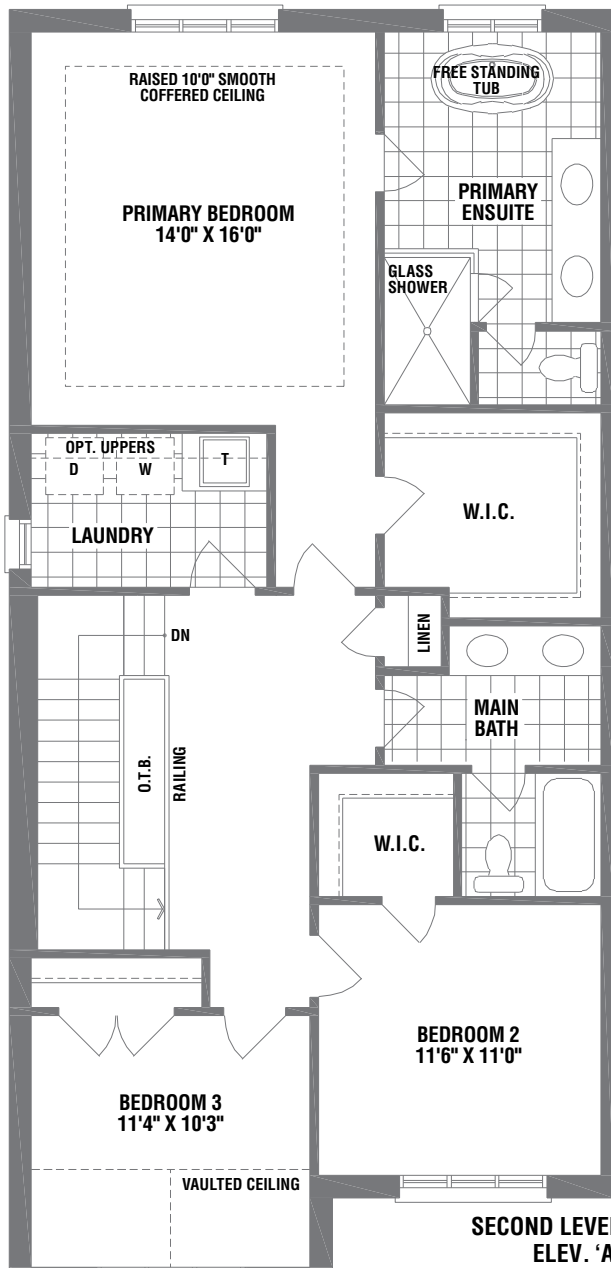 RAISED 10'0" SMOOTH
COFFERED CEILING
FREE STANDING
TUB
PRIMARY BEDROOM
14'0" X 16'0"
PRIMARY
ENSUITE
GLASS
SHOWER
OPT. UPPERS
D
W
T
LAUNDRY
W.I.C.
LINEN
DN
MAIN
BATH
O.T.B.
RAILING
W.I.C.
BEDROOM 2
11'6" X 11'0"
BEDROOM 3
11'4" X 10'3"
VAULTED CEILING
SECOND LEVEL
ELEV. 'A